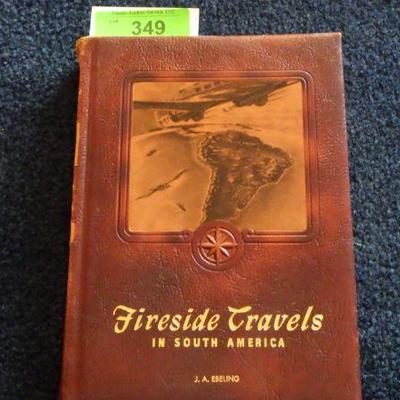 349
Fireside Travels
IN SOUTH AMERICA
J. A. EBELING